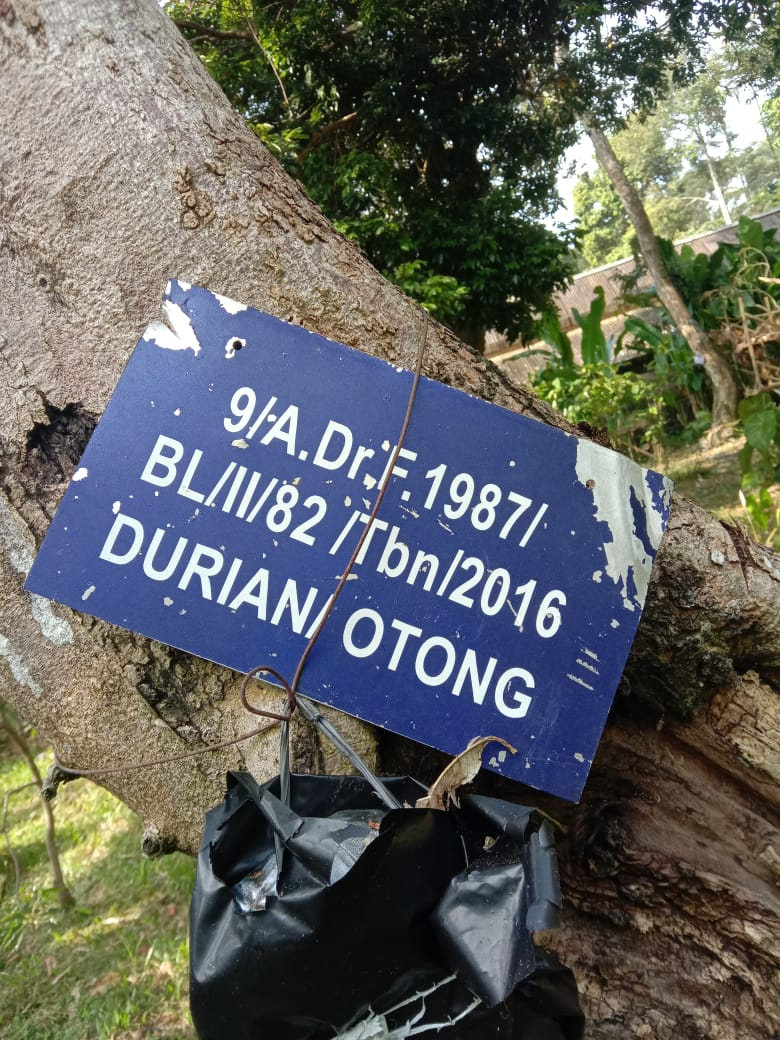 9/A.Dr.F.1987/
BL/II/82 /Tbn/2016
DURIAN/ OTONG